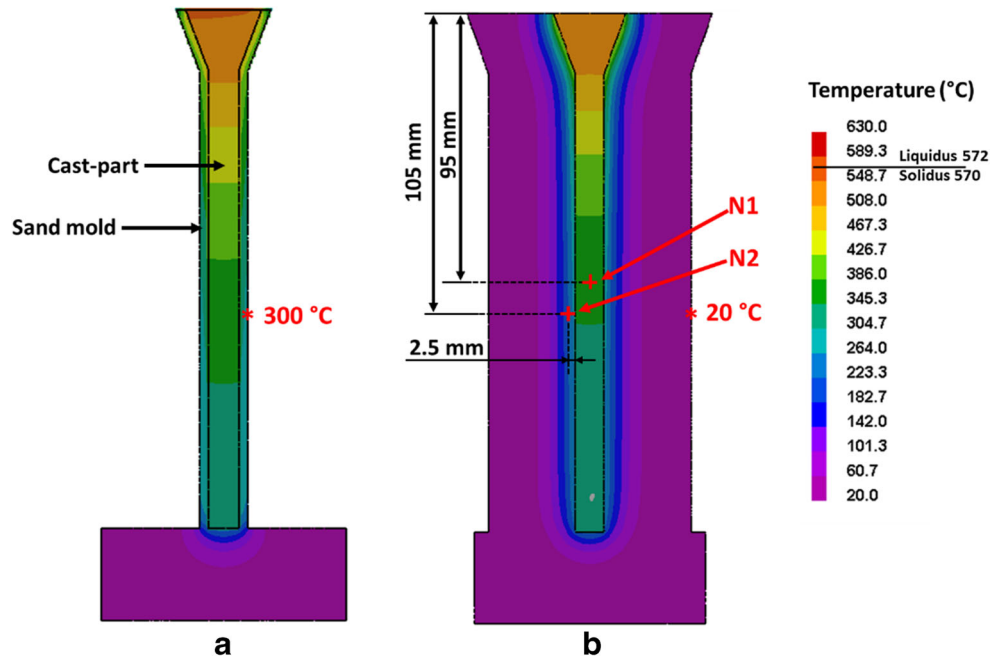 Cast-part
Sand mold
* 300 °C
a
105 mm
95 mm
N1
N2
* 20 °C
2.5 mm
b
Temperature (°C)
630.0
589.3
Liquidus 572
548.7
Solidus 570
508.0
467.3
426.7
386.0
345.3
304.7
264.0
223.3
182.7
142.0
101.3
60.7
20.0